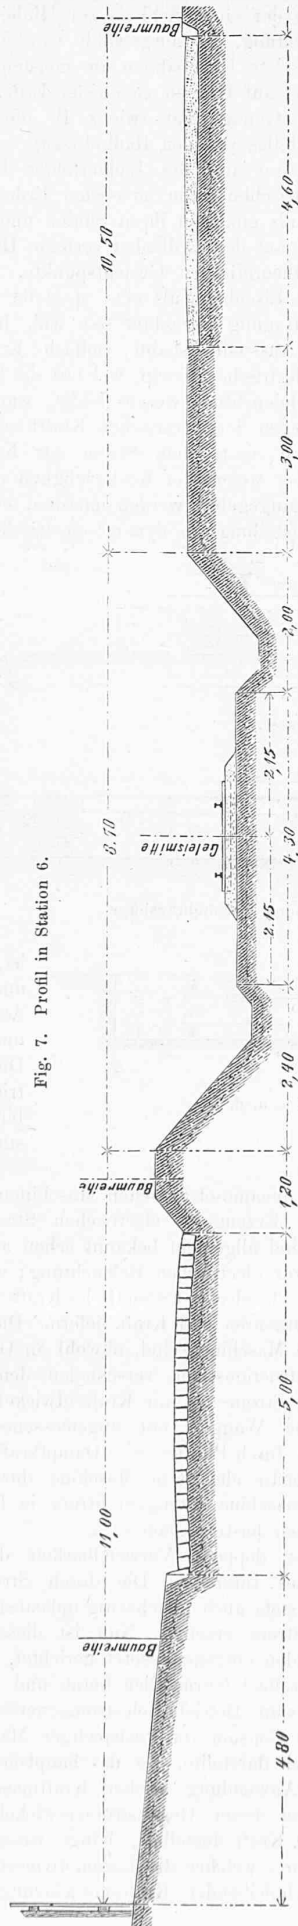 Fig. 7. Profil in Station 6.
11,00
8.70
10,50
Baumreihe
Baumreihe
Geleismitte
Baumreihe
2.15
2,15
4,80
5,00
1,20
2,40
4,30
2,00
3,00
4,60